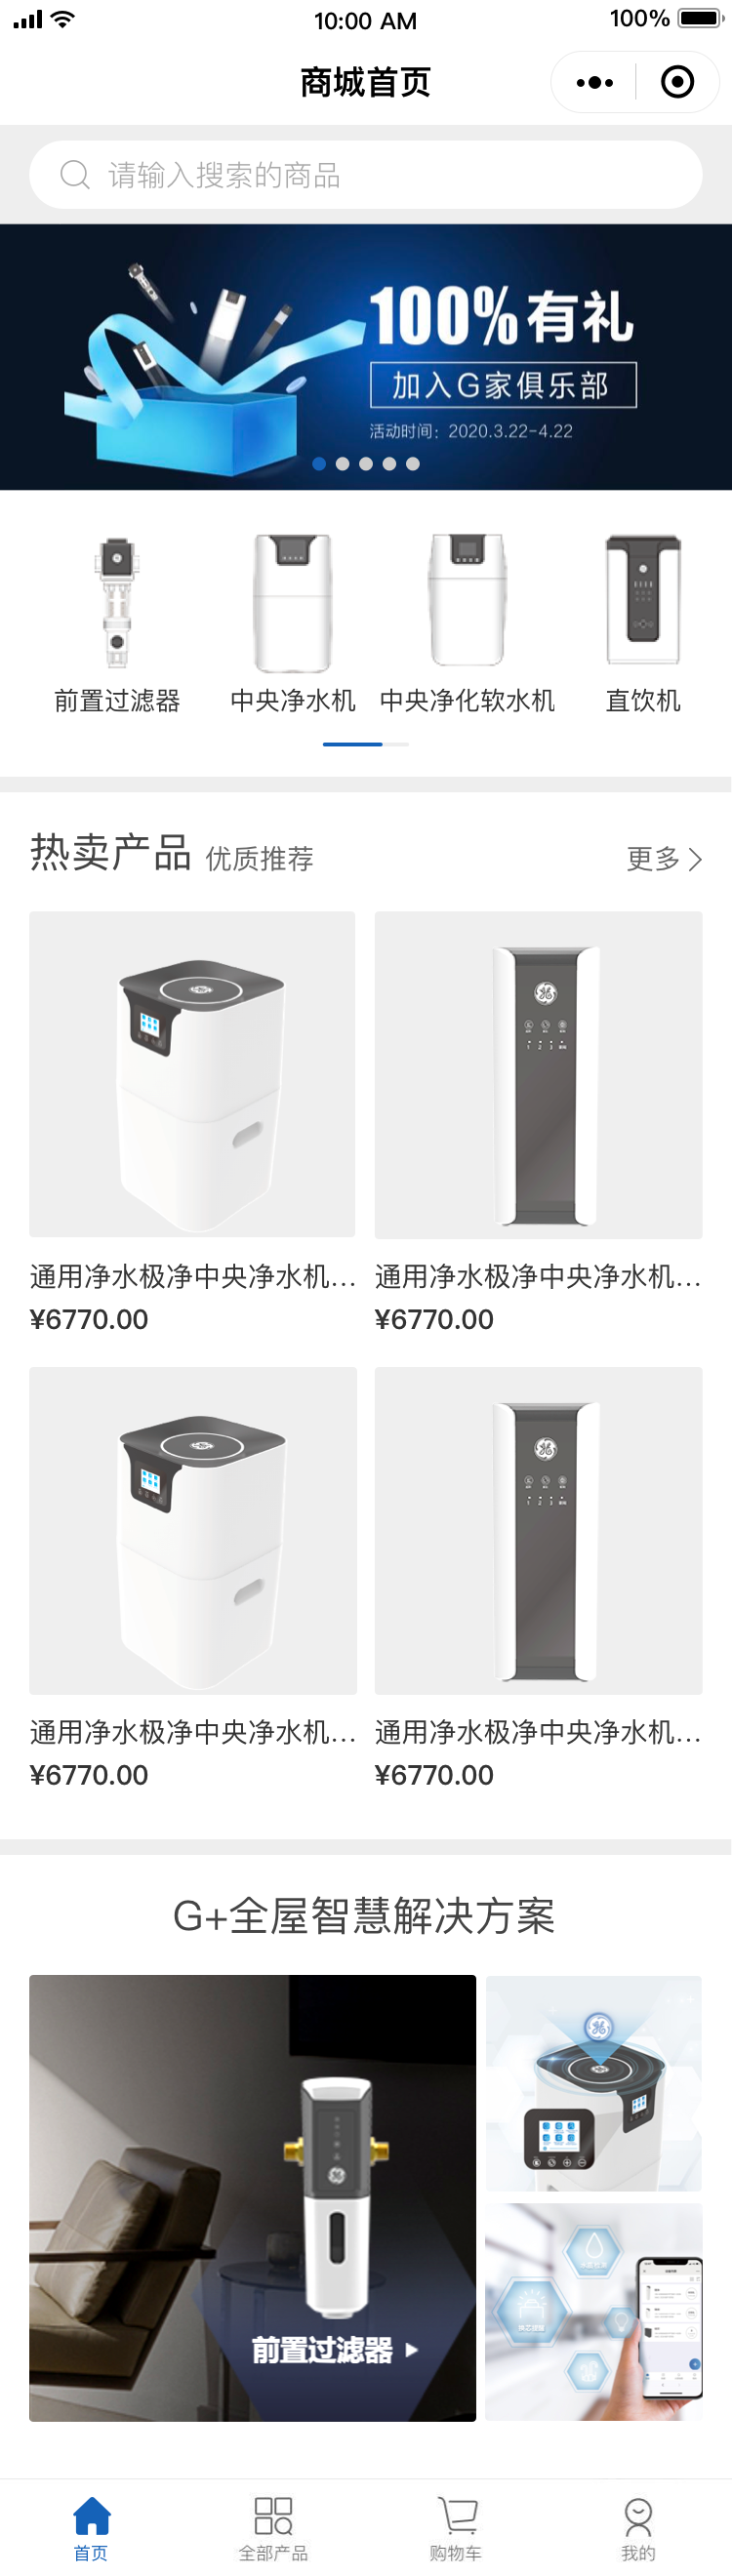 10:00 AM
100%
商城首页
请输入搜索的商品
100%有礼
加入G家俱乐部
活动时间：2020.3.22-4.22
前置过滤器 中央净水机 中央净化软水机 直饮机
热卖产品 优质推荐 更多
通用净水极净中央净水机... 通用净水极净中央净水机...
¥6770.00 ¥6770.00
通用净水极净中央净水机... 通用净水极净中央净水机...
¥6770.00 ¥6770.00
G+全屋智慧解决方案
前置过滤器
首页 全部产品 购物车 我的